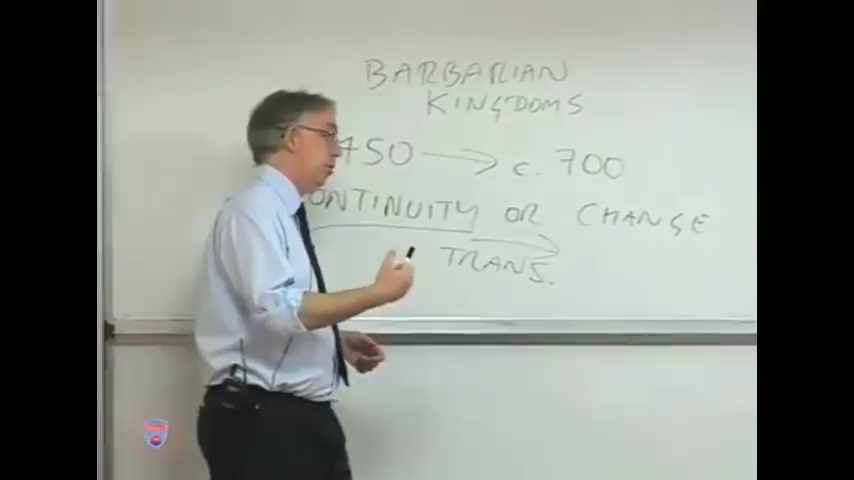 BARBARIAN
KINGDOMS
450 → c. 700
ONTINUITY OR CHANGE
TRANS.